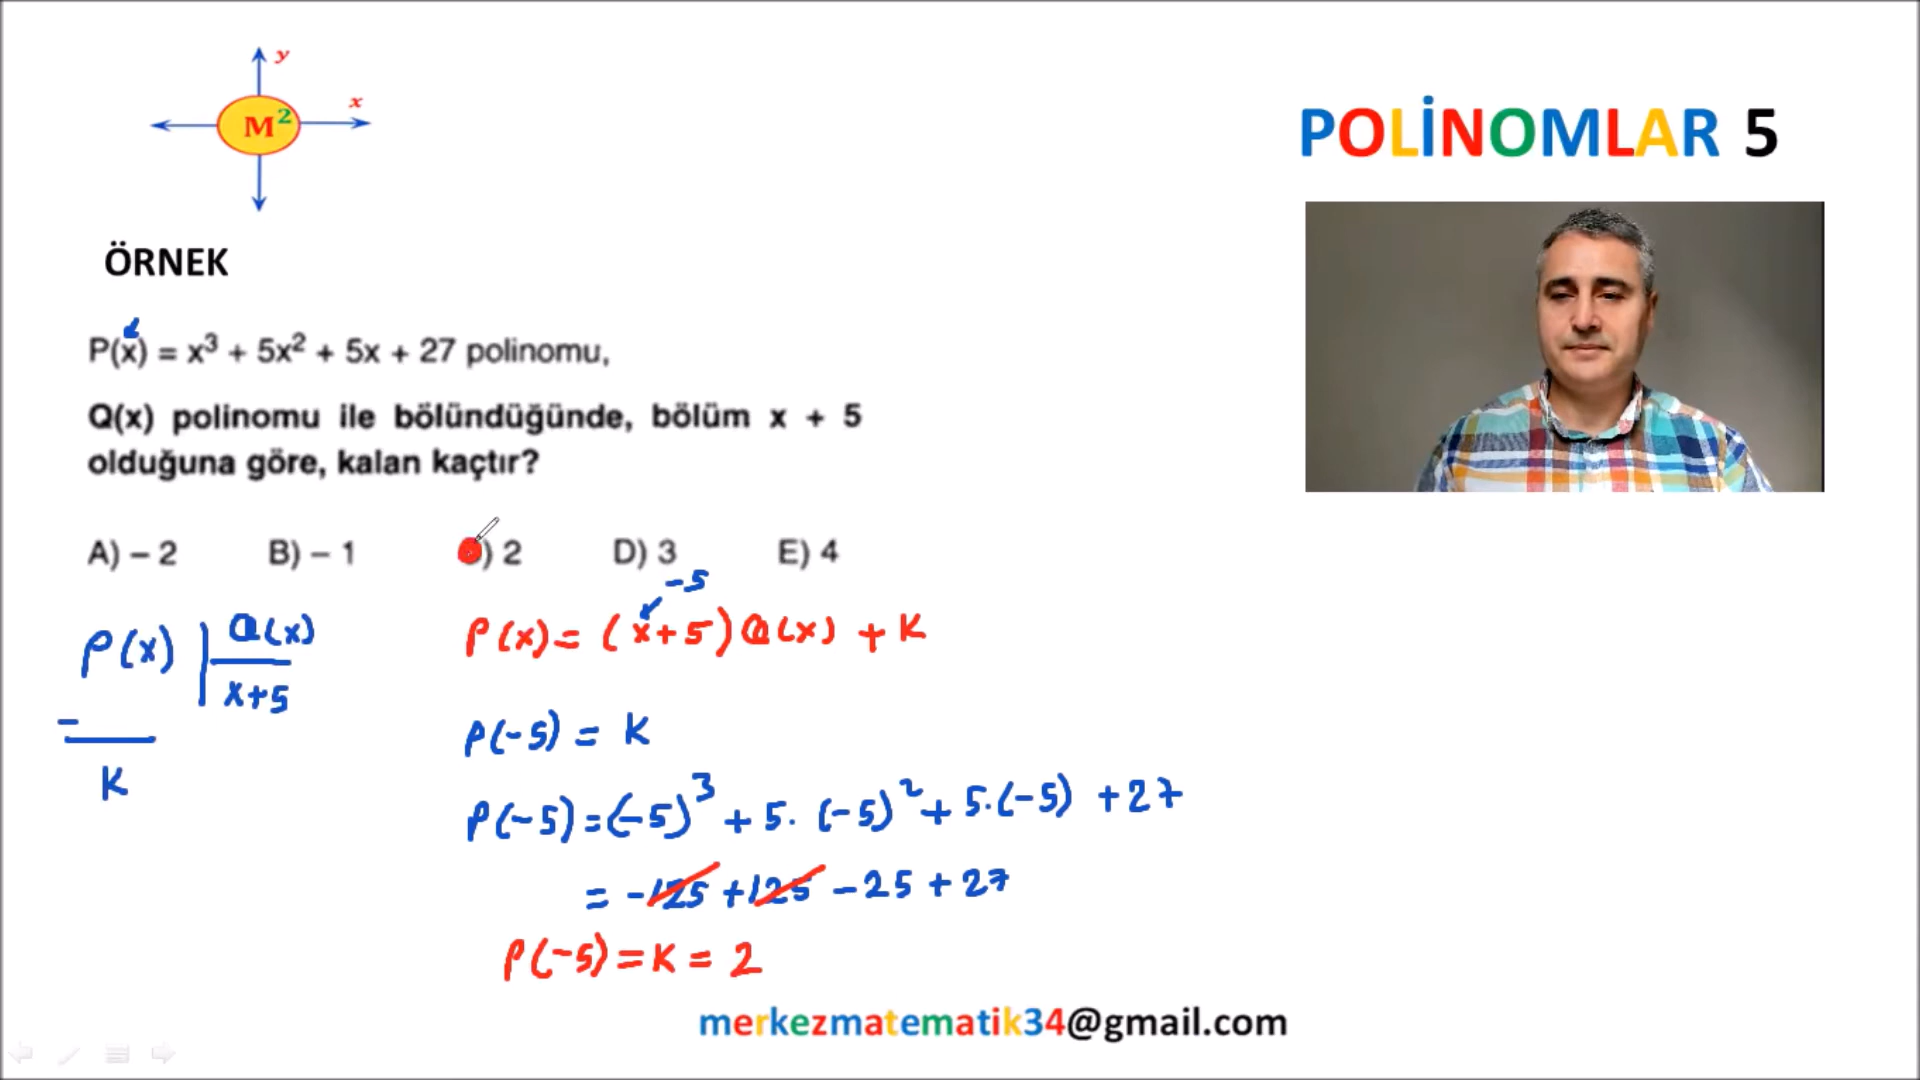 y
x
M²
POLİNOMLAR 5
ÖRNEK
P(x) = x³ + 5x² + 5x + 27 polinomu,
Q(x) polinomu ile bölündüğünde, bölüm x + 5
olduğuna göre, kalan kaçtır?
A) – 2 B) – 1 ) 2 D) 3 E) 4
-5
P(x) | Q(x)
x+5
-
K
P(x) = (x+5) Q(x) + K
P(-5) = K
P(-5) = (-5)³ + 5. (-5)² + 5.(-5) + 27
= -125 + 125 - 25 + 27
P(-5) = K = 2
merkezmatematik34@gmail.com